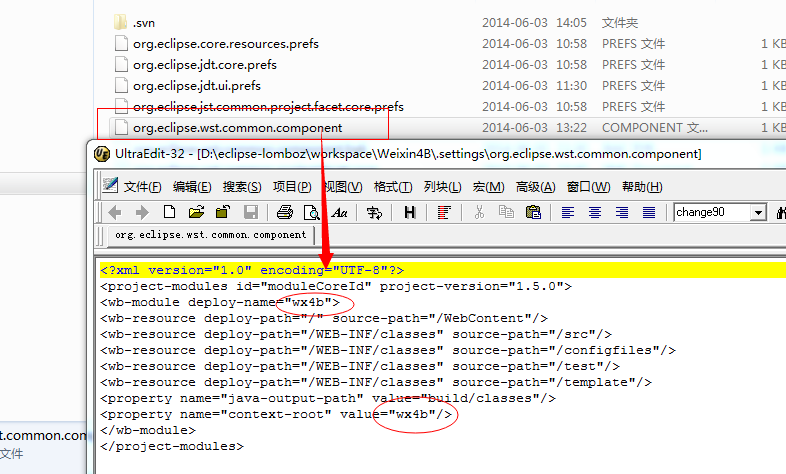 .svn 2014-06-03 14:05 文件夹
org.eclipse.core.resources.prefs 2014-06-03 10:58 PREFS 文件 1 KB
org.eclipse.jdt.core.prefs 2014-06-03 10:58 PREFS 文件 1 KB
org.eclipse.jdt.ui.prefs 2014-06-03 11:30 PREFS 文件 1 KB
org.eclipse.jst.common.project.facet.core.prefs 2014-06-03 10:58 PREFS 文件 1 KB
org.eclipse.wst.common.component 2014-06-03 13:22 COMPONENT 文... 1 KB
UltraEdit-32 - [D:\eclipse-lomboz\workspace\Weixin4B\.settings\org.eclipse.wst.common.component]
文件(F) 编辑(E) 搜索(S) 项目(P) 视图(V) 格式(T) 列块(L) 宏(M) 高级(A) 窗口(W) 帮助(H)
Aa 字 H change90
org.eclipse.wst.common.component
<?xml version="1.0" encoding="UTF-8"?>
<project-modules id="moduleCoreId" project-version="1.5.0">
<wb-module deploy-name="wx4b">
<wb-resource deploy-path="/" source-path="/WebContent"/>
<wb-resource deploy-path="/WEB-INF/classes" source-path="/src"/>
<wb-resource deploy-path="/WEB-INF/classes" source-path="/configfiles"/>
<wb-resource deploy-path="/WEB-INF/classes" source-path="/test"/>
<wb-resource deploy-path="/WEB-INF/classes" source-path="/template"/>
<property name="java-output-path" value="build/classes"/>
<property name="context-root" value="wx4b"/>
</wb-module>
</project-modules>
t.common.com
文件